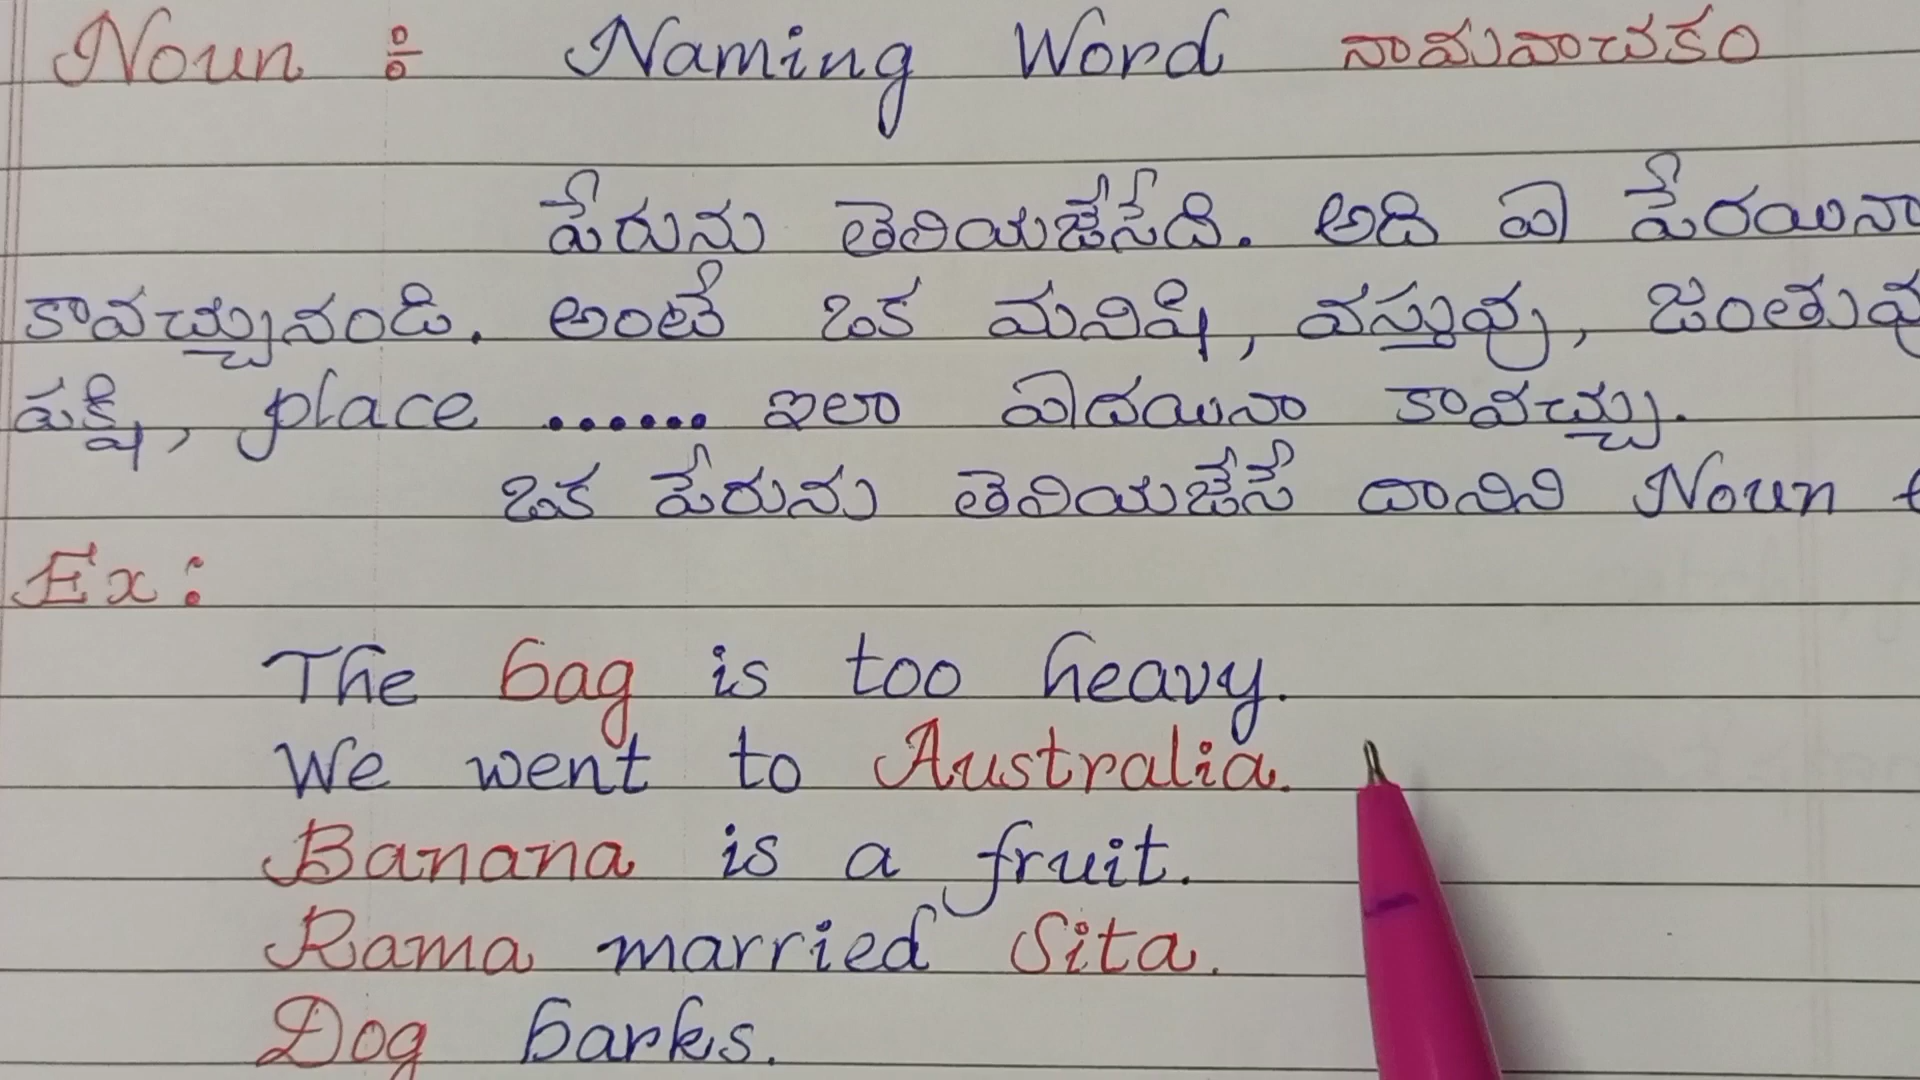 Noun : Naming Word నామవాచకం
పేరును తెలియజేసేది. అది ఏ పేరయినా
కావచ్చునండి. అంటే ఒక మనిషి, వస్తువు, జంతువు
పక్షి, place ...... ఇలా ఏదయినా కావచ్చు.
ఒక పేరును తెలియజేసే దానిని Noun
Ex:
The bag is too heavy.
We went to Australia.
Banana is a fruit.
Rama married Sita.
Dog barks.